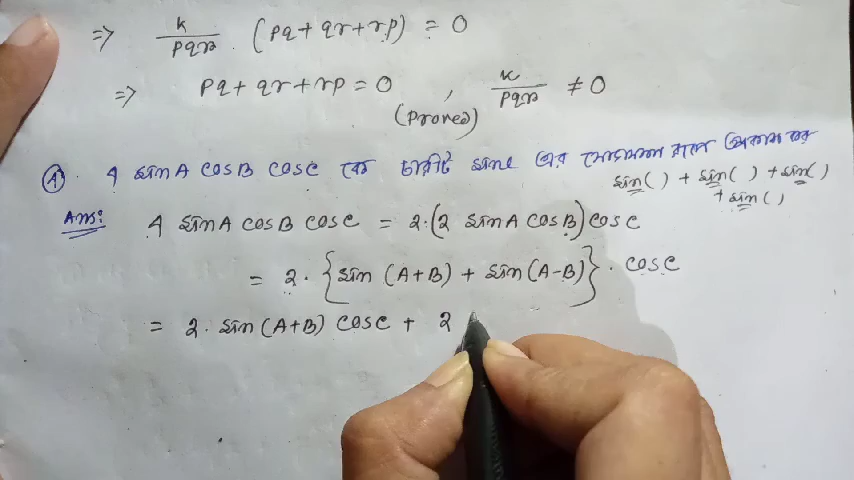 => k/pqr . (pq + qr + rp) = 0
=> pq + qr + rp = 0 , k/pqr ≠ 0
(Proved)
④. 4 sinA cosB cosC কে চারটি sine এর যোগফল রূপে প্রকাশ কর
sin( ) + sin( ) + sin( )
+ sin( )
Ans: 4 sinA cosB cosC = 2.(2 sinA cosB) cosC
= 2 . {sin (A+B) + sin (A-B)} . cosC
= 2 . sin (A+B) cosC + 2